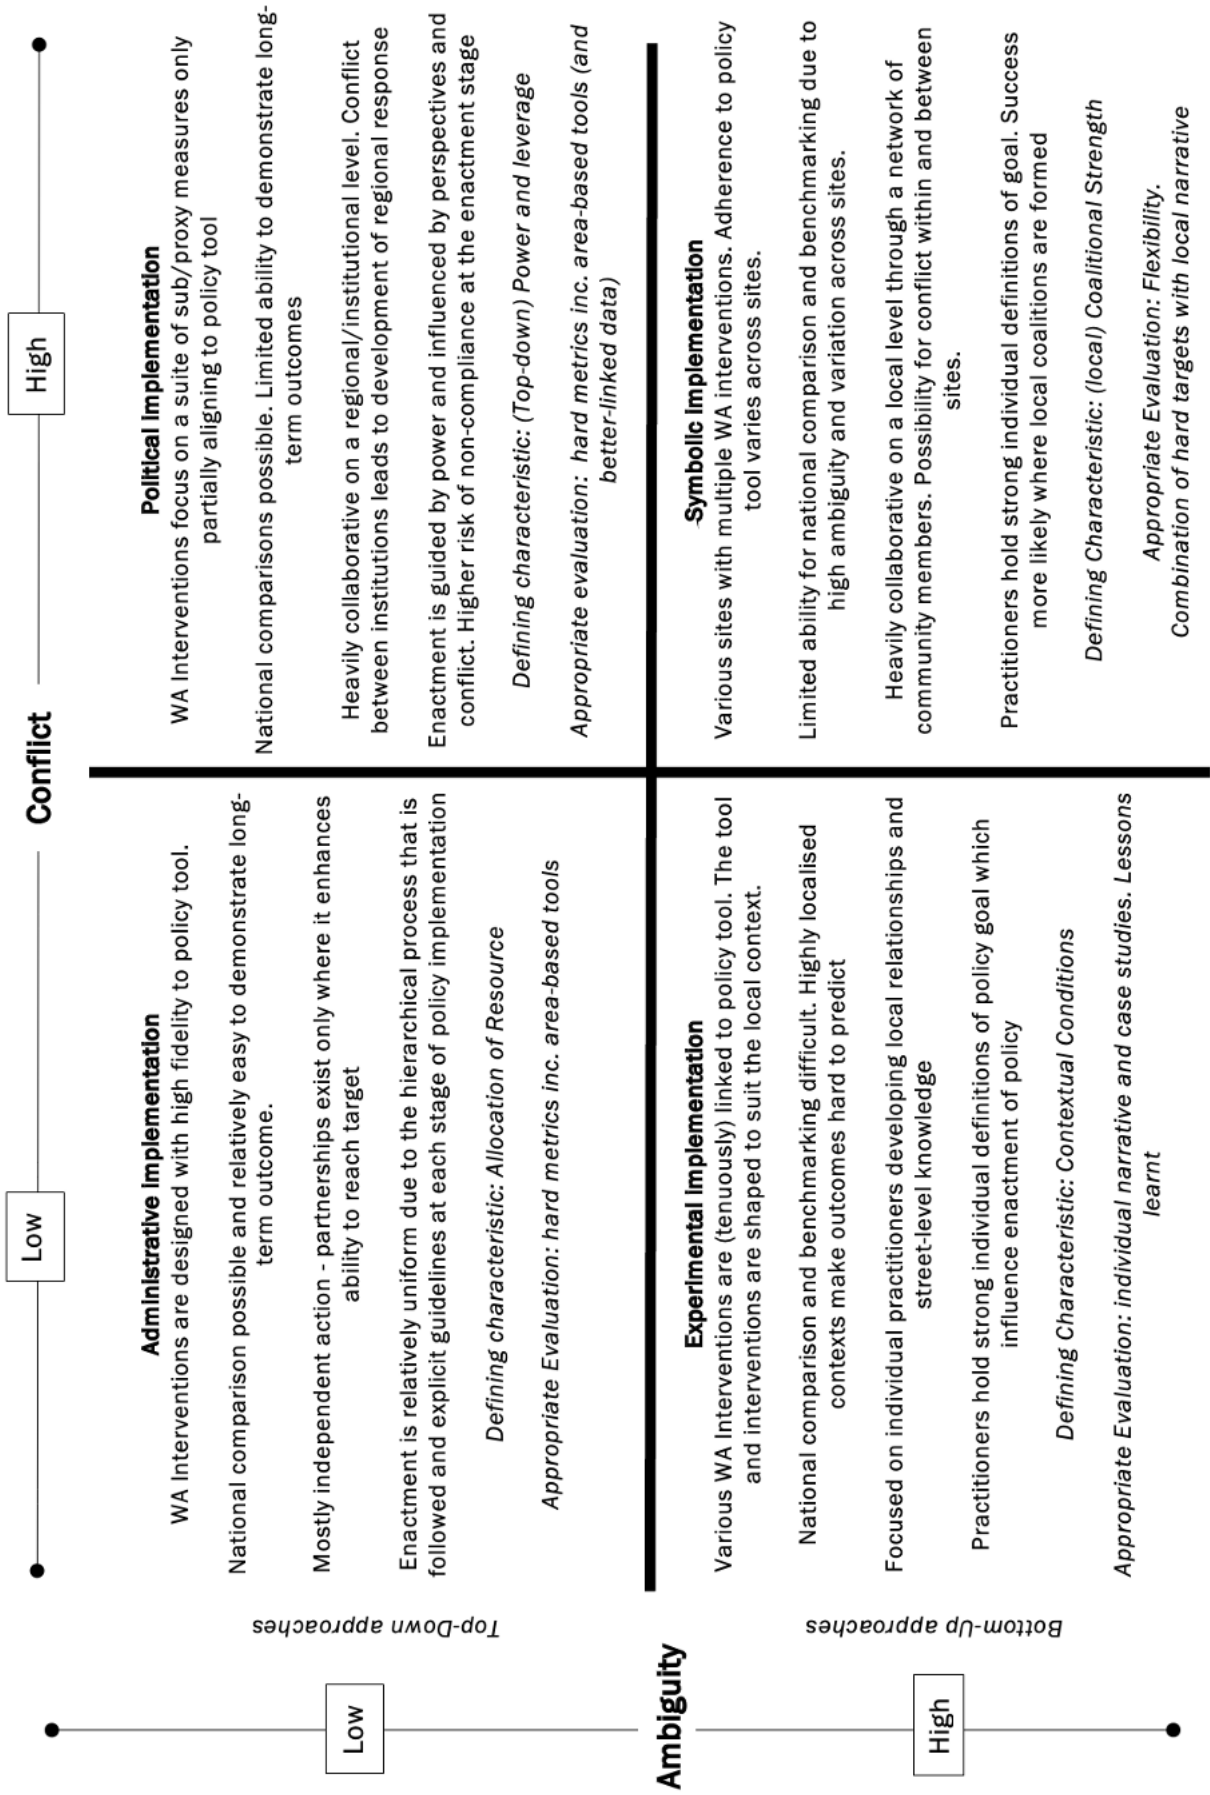 Conflict
Low
High
Ambiguity
Low
High
Top-Down approaches
Bottom-Up approaches
Administrative Implementation
WA Interventions are designed with high fidelity to policy tool.
National comparison possible and relatively easy to demonstrate long-
term outcome.
Mostly independent action - partnerships exist only where it enhances
ability to reach target
Enactment is relatively uniform due to the hierarchical process that is
followed and explicit guidelines at each stage of policy implementation
Defining characteristic: Allocation of Resource
Appropriate Evaluation: hard metrics inc. area-based tools
Political Implementation
WA Interventions focus on a suite of sub/proxy measures only
partially aligning to policy tool
National comparisons possible. Limited ability to demonstrate long-
term outcomes
Heavily collaborative on a regional/institutional level. Conflict
between institutions leads to development of regional response
Enactment is guided by power and influenced by perspectives and
conflict. Higher risk of non-compliance at the enactment stage
Defining characteristic: (Top-down) Power and leverage
Appropriate evaluation: hard metrics inc. area-based tools (and
better-linked data)
Experimental Implementation
Various WA Interventions are (tenuously) linked to policy tool. The tool
and interventions are shaped to suit the local context.
National comparison and benchmarking difficult. Highly localised
contexts make outcomes hard to predict
Focused on individual practitioners developing local relationships and
street-level knowledge
Practitioners hold strong individual definitions of policy goal which
influence enactment of policy
Defining Characteristic: Contextual Conditions
Appropriate Evaluation: individual narrative and case studies. Lessons
learnt
Symbolic Implementation
Various sites with multiple WA interventions. Adherence to policy
tool varies across sites.
Limited ability for national comparison and benchmarking due to
high ambiguity and variation across sites.
Heavily collaborative on a local level through a network of
community members. Possibility for conflict within and between
sites.
Practitioners hold strong individual definitions of goal. Success
more likely where local coalitions are formed
Defining Characteristic: (local) Coalitional Strength
Appropriate Evaluation: Flexibility.
Combination of hard targets with local narrative